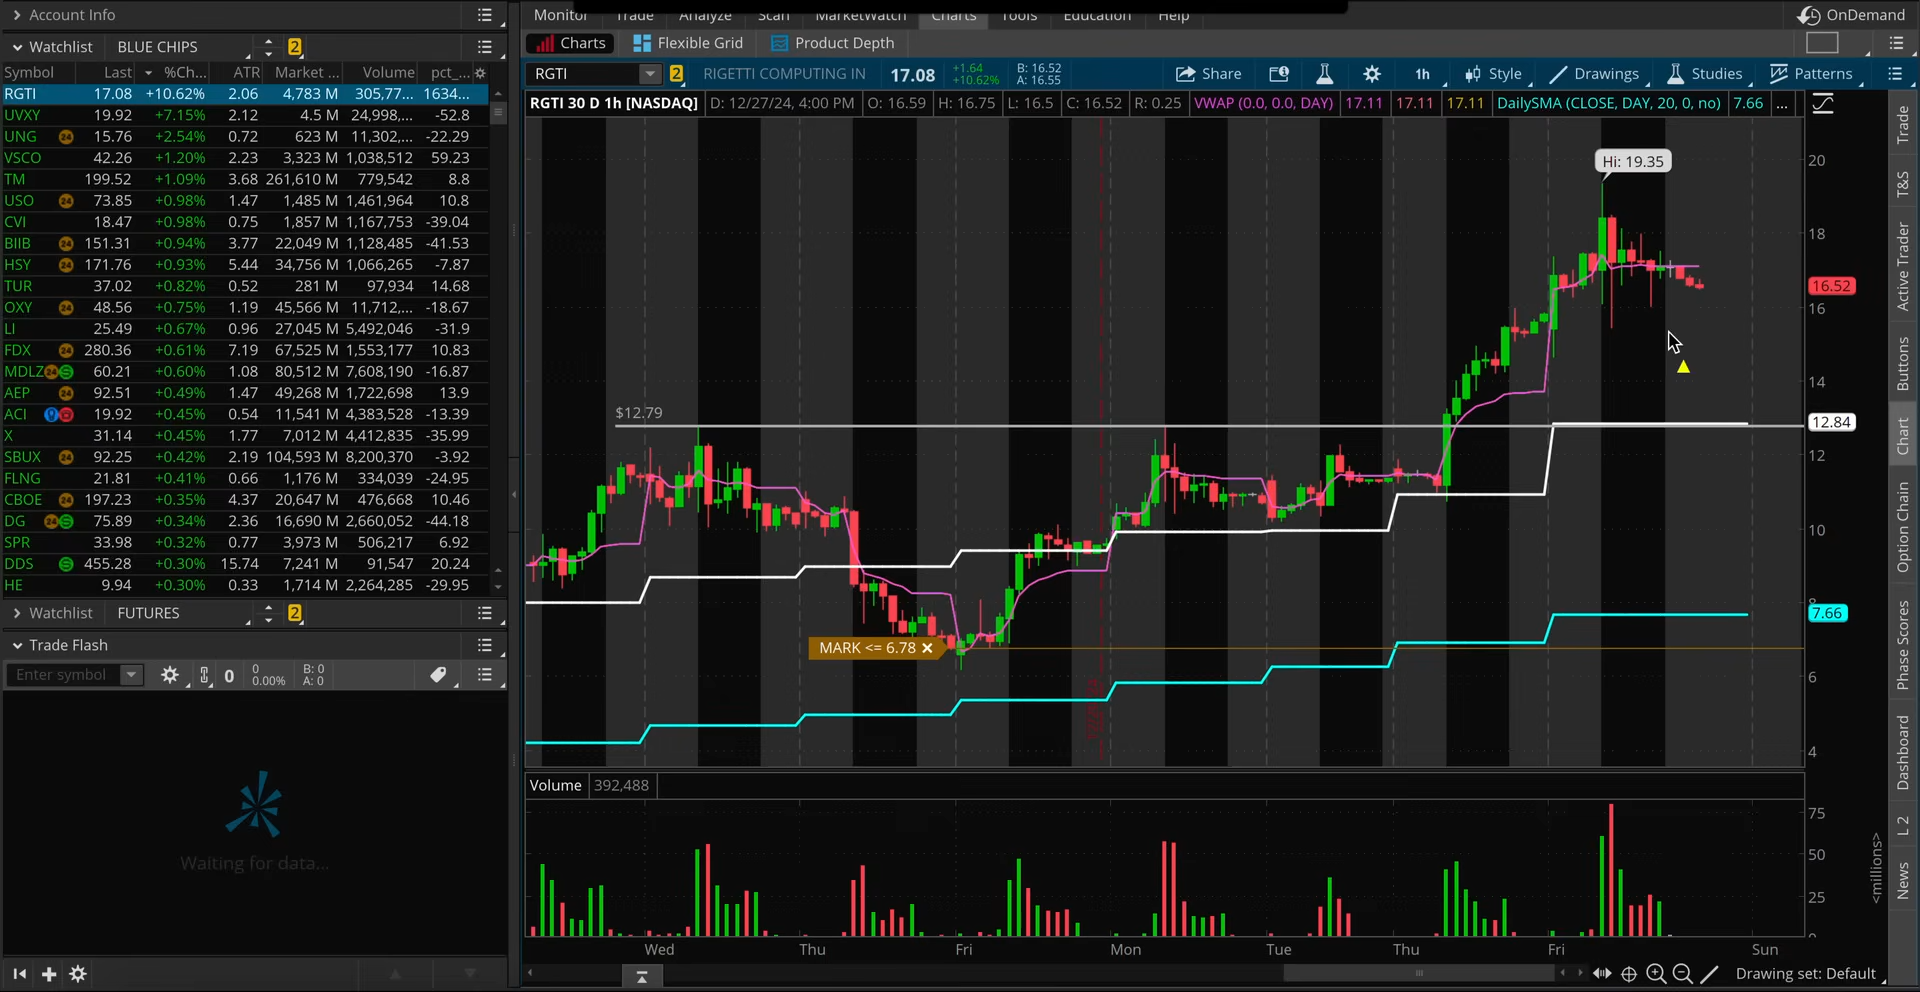 Account Info
Monitor Trade Analyze Scan MarketWatch Charts Tools Education Help
OnDemand
Watchlist BLUE CHIPS 2
Charts Flexible Grid Product Depth
Symbol Last %Ch... ATR Market ... Volume pct_...
RGTI 2 RIGETTI COMPUTING IN 17.08 +1.64 +10.62% B: 16.52 A: 16.55 Share 1h Style Drawings Studies Patterns
RGTI 30 D 1h [NASDAQ] D: 12/27/24, 4:00 PM O: 16.59 H: 16.75 L: 16.5 C: 16.52 R: 0.25 VWAP (0.0, 0.0, DAY) 17.11 17.11 17.11 DailySMA (CLOSE, DAY, 20, 0, no) 7.66 ...
RGTI 17.08 +10.62% 2.06 4,783 M 305,77... 1634...
UVXY 19.92 +7.15% 2.12 4.5 M 24,998,... -52.8
UNG 24 15.76 +2.54% 0.72 623 M 11,302,... -22.29
VSCO 42.26 +1.20% 2.23 3,323 M 1,038,512 59.23
TM 199.52 +1.09% 3.68 261,610 M 779,542 8.8
USO 24 73.85 +0.98% 1.47 1,485 M 1,461,964 10.8
CVI 18.47 +0.98% 0.75 1,857 M 1,167,753 -39.04
BIIB 24 151.31 +0.94% 3.77 22,049 M 1,128,485 -41.53
HSY 24 171.76 +0.93% 5.44 34,756 M 1,066,265 -7.87
TUR 37.02 +0.82% 0.52 281 M 97,934 14.68
OXY 24 48.56 +0.75% 1.19 45,566 M 11,712,... -18.67
LI 25.49 +0.67% 0.96 27,045 M 5,492,046 -31.9
FDX 24 280.36 +0.61% 7.19 67,525 M 1,553,177 10.83
MDLZ 24 S 60.21 +0.60% 1.08 80,512 M 7,608,190 -16.87
AEP 24 92.51 +0.49% 1.47 49,268 M 1,722,698 13.9
ACI 19.92 +0.45% 0.54 11,541 M 4,383,528 -13.39
X 31.14 +0.45% 1.77 7,012 M 4,412,835 -35.99
SBUX 24 92.25 +0.42% 2.19 104,593 M 8,200,370 -3.92
FLNG 21.81 +0.41% 0.66 1,176 M 334,039 -24.95
CBOE 24 197.23 +0.35% 4.37 20,647 M 476,668 10.46
DG 24 S 75.89 +0.34% 2.36 16,690 M 2,660,052 -44.18
SPR 33.98 +0.32% 0.77 3,973 M 506,217 6.92
DDS S 455.28 +0.30% 15.74 7,241 M 91,547 20.24
HE 9.94 +0.30% 0.33 1,714 M 2,264,285 -29.95
Watchlist FUTURES 2
Trade Flash
Enter symbol 0 0 0.00% B: 0 A: 0
Waiting for data...
Hi: 19.35
$12.79
MARK <= 6.78 ×
20
18
16.52
16
14
12.84
12
10
8
7.66
6
4
Volume 392,488
75
50
25
0
<millions>
Wed Thu Fri Mon Tue Thu Fri Sun
Drawing set: Default
Trade
T&S
Active Trader
Buttons
Chart
Option Chain
Phase Scores
Dashboard
L 2
News